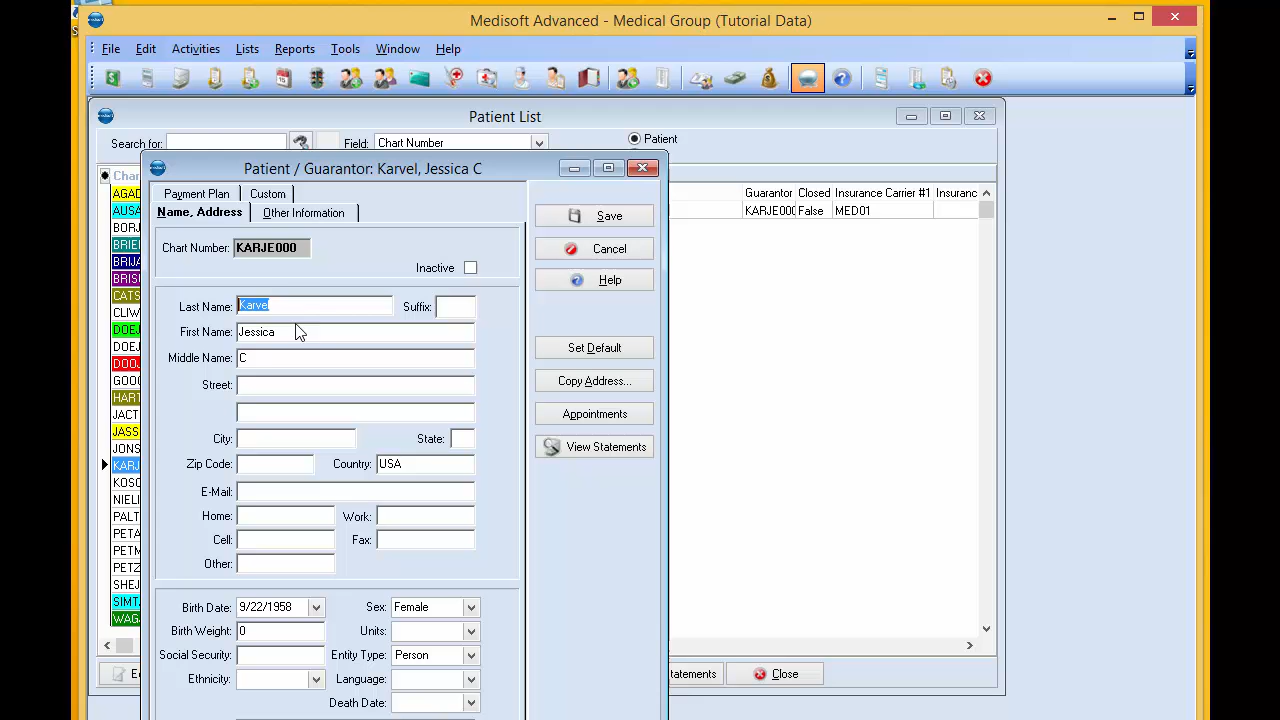 Medisoft Advanced - Medical Group (Tutorial Data)
File Edit Activities Lists Reports Tools Window Help
Patient List
Search for: Field: Chart Number Patient
Patient / Guarantor: Karvel, Jessica C
Payment Plan Custom
Name, Address Other Information
Save
Cancel
Help
Set Default
Copy Address...
Appointments
View Statements
Chart Number: KARJE000
Inactive
Last Name: Karvel Suffix:
First Name: Jessica
Middle Name: C
Street:
City: State:
Zip Code: Country: USA
E-Mail:
Home: Work:
Cell: Fax:
Other:
Birth Date: 9/22/1958 Sex: Female
Birth Weight: 0 Units:
Social Security: Entity Type: Person
Ethnicity: Language:
Death Date:
Char
AGAD
AUSA
BORJ
BRIE
BRIJA
BRIS
CATS
CLIW
DOEJ
DOEJ
DOOJ
GOO
HART
JACT
JASS
JONS
KARJ
KOSC
NIELI
PALT
PETA
PETM
PETZ
SHEJ
SIMT
WAG
Guarantor Closed Insurance Carrier #1 Insuranc
KARJE000 False MED01
tatements Close